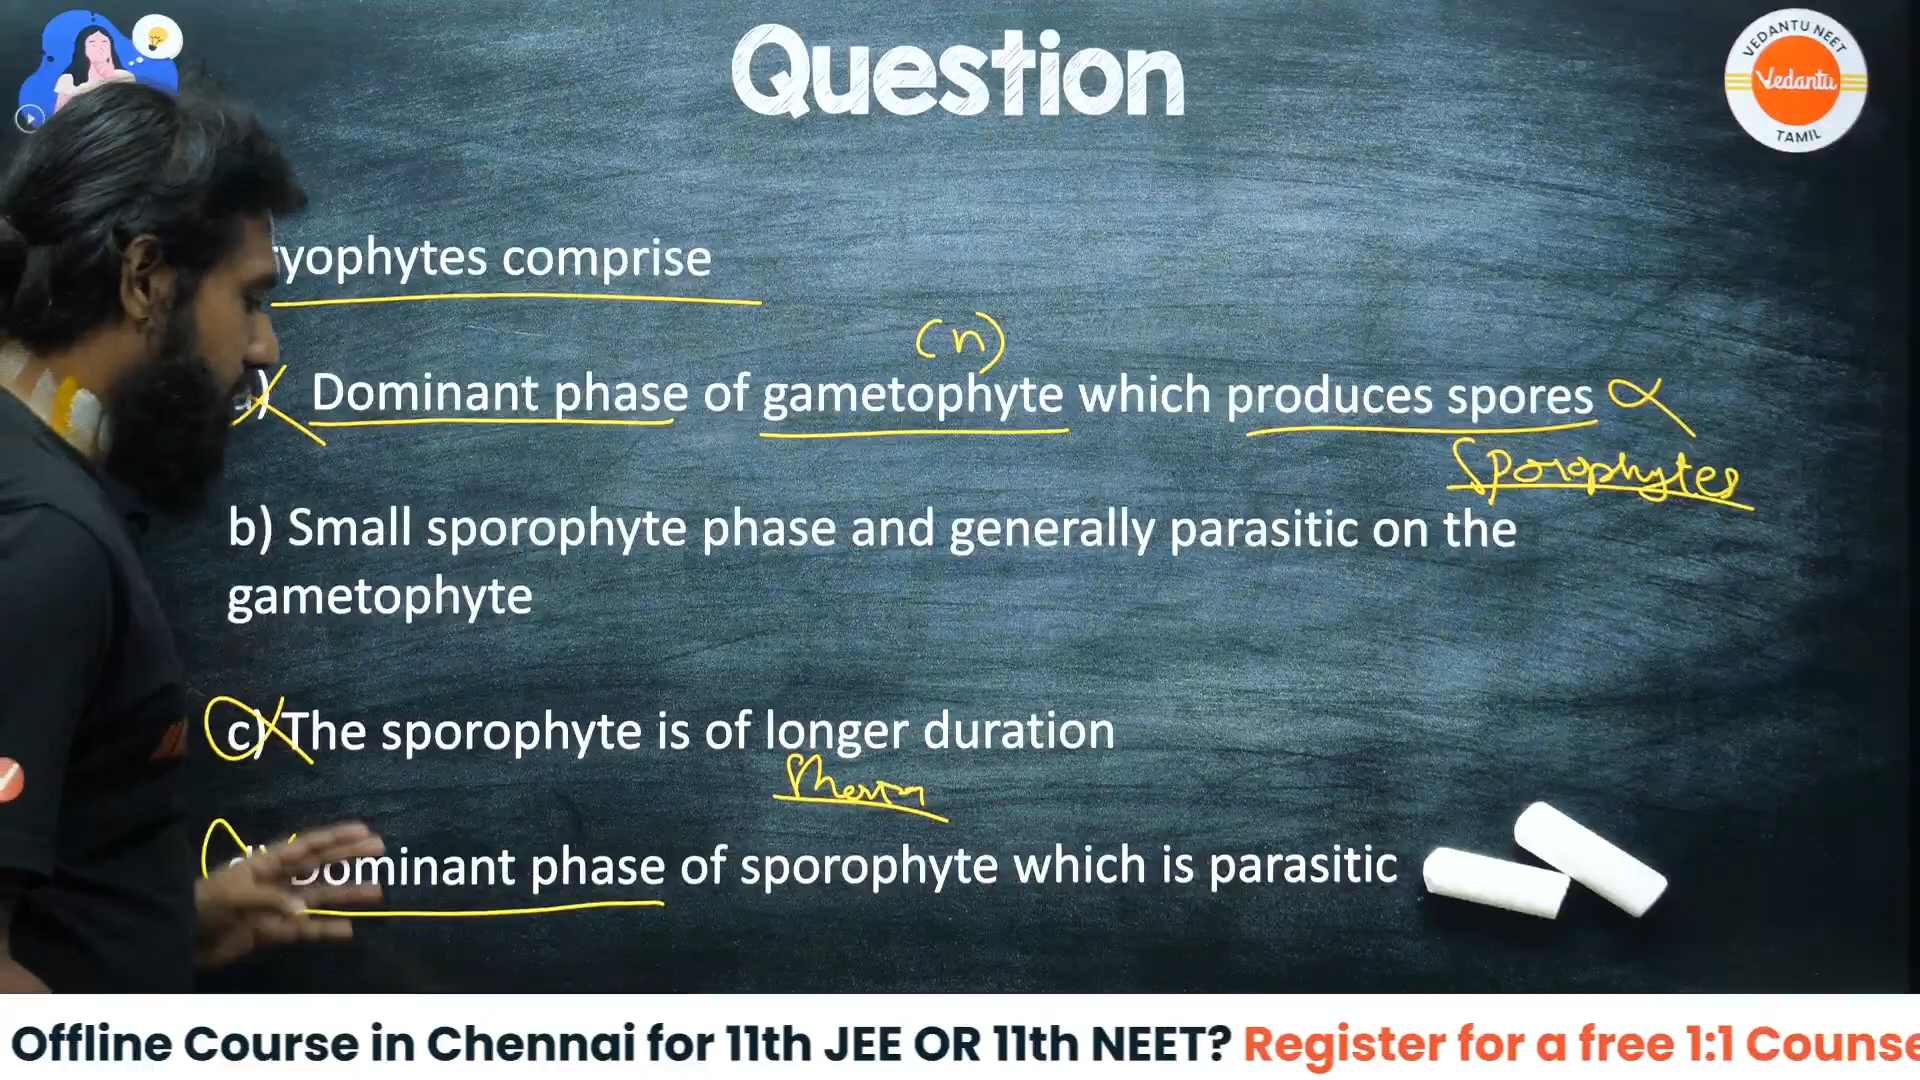 Question
VEDANTU NEET
Vedantu
TAMIL
ryophytes comprise
(n)
a) Dominant phase of gametophyte which produces spores
Sporophytes
b) Small sporophyte phase and generally parasitic on the
gametophyte
c) The sporophyte is of longer duration
d) Dominant phase of sporophyte which is parasitic
Offline Course in Chennai for 11th JEE OR 11th NEET? Register for a free 1:1 Counse